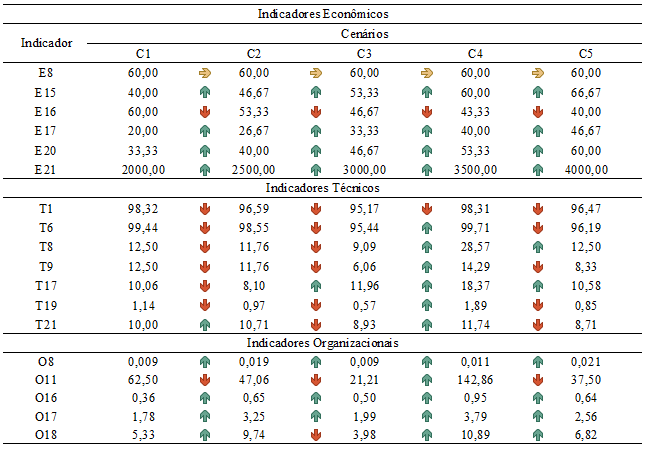 Indicadores Econômicos
Indicador Cenários
C1 C2 C3 C4 C5
E8 60,00 60,00 60,00 60,00 60,00
E15 40,00 46,67 53,33 60,00 66,67
E16 60,00 53,33 46,67 43,33 40,00
E17 20,00 26,67 33,33 40,00 46,67
E20 33,33 40,00 46,67 53,33 60,00
E21 2000,00 2500,00 3000,00 3500,00 4000,00
Indicadores Técnicos
T1 98,32 96,59 95,17 98,31 96,47
T6 99,44 98,55 95,44 99,71 96,19
T8 12,50 11,76 9,09 28,57 12,50
T9 12,50 11,76 6,06 14,29 8,33
T17 10,06 8,10 11,96 18,37 10,58
T19 1,14 0,97 0,57 1,89 0,85
T21 10,00 10,71 8,93 11,74 8,71
Indicadores Organizacionais
O8 0,009 0,019 0,009 0,011 0,021
O11 62,50 47,06 21,21 142,86 37,50
O16 0,36 0,65 0,50 0,95 0,64
O17 1,78 3,25 1,99 3,79 2,56
O18 5,33 9,74 3,98 10,89 6,82